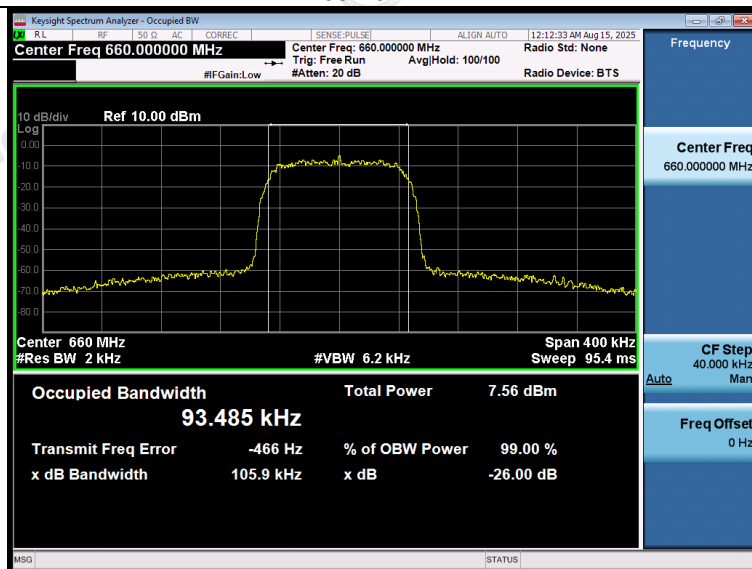 Keysight Spectrum Analyzer - Occupied BW
LXI RL RF 50 Ω AC CORREC SENSE:PULSE ALIGN AUTO 12:12:33 AM Aug 15, 2025
Center Freq 660.000000 MHz
Center Freq: 660.000000 MHz Radio Std: None
Trig: Free Run Avg|Hold: 100/100
#IFGain:Low #Atten: 20 dB Radio Device: BTS
10 dB/div Ref 10.00 dBm
Log
0.00
-10.0
-20.0
-30.0
-40.0
-50.0
-60.0
-70.0
-80.0
Center 660 MHz Span 400 kHz
#Res BW 2 kHz #VBW 6.2 kHz Sweep 95.4 ms
Occupied Bandwidth Total Power 7.56 dBm
93.485 kHz
Transmit Freq Error -466 Hz % of OBW Power 99.00 %
x dB Bandwidth 105.9 kHz x dB -26.00 dB
MSG STATUS
Frequency
Center Freq
660.000000 MHz
CF Step
40.000 kHz
Auto Man
Freq Offset
0 Hz